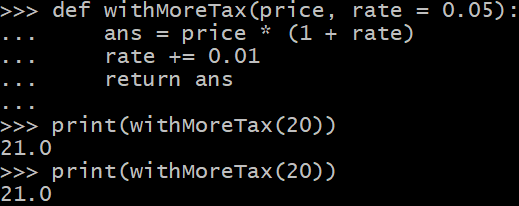 >>> def withMoreTax(price, rate = 0.05):
...     ans = price * (1 + rate)
...     rate += 0.01
...     return ans
...
>>> print(withMoreTax(20))
21.0
>>> print(withMoreTax(20))
21.0